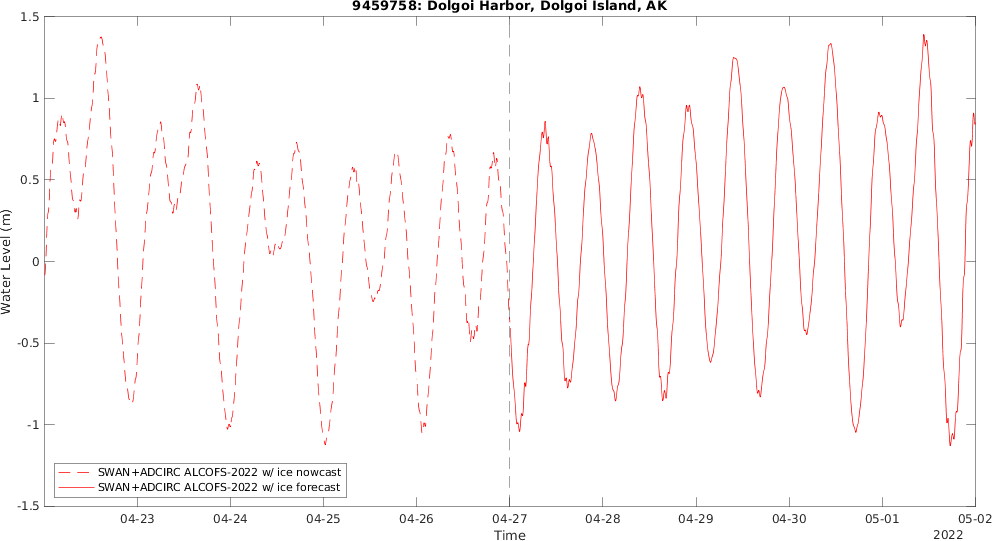 9459758: Dolgoi Harbor, Dolgoi Island, AK
1.5
1
0.5
0
-0.5
-1
-1.5
Water Level (m)
SWAN+ADCIRC ALCOFS-2022 w/ ice nowcast
SWAN+ADCIRC ALCOFS-2022 w/ ice forecast
04-23 04-24 04-25 04-26 04-27 04-28 04-29 04-30 05-01 05-02
Time
2022